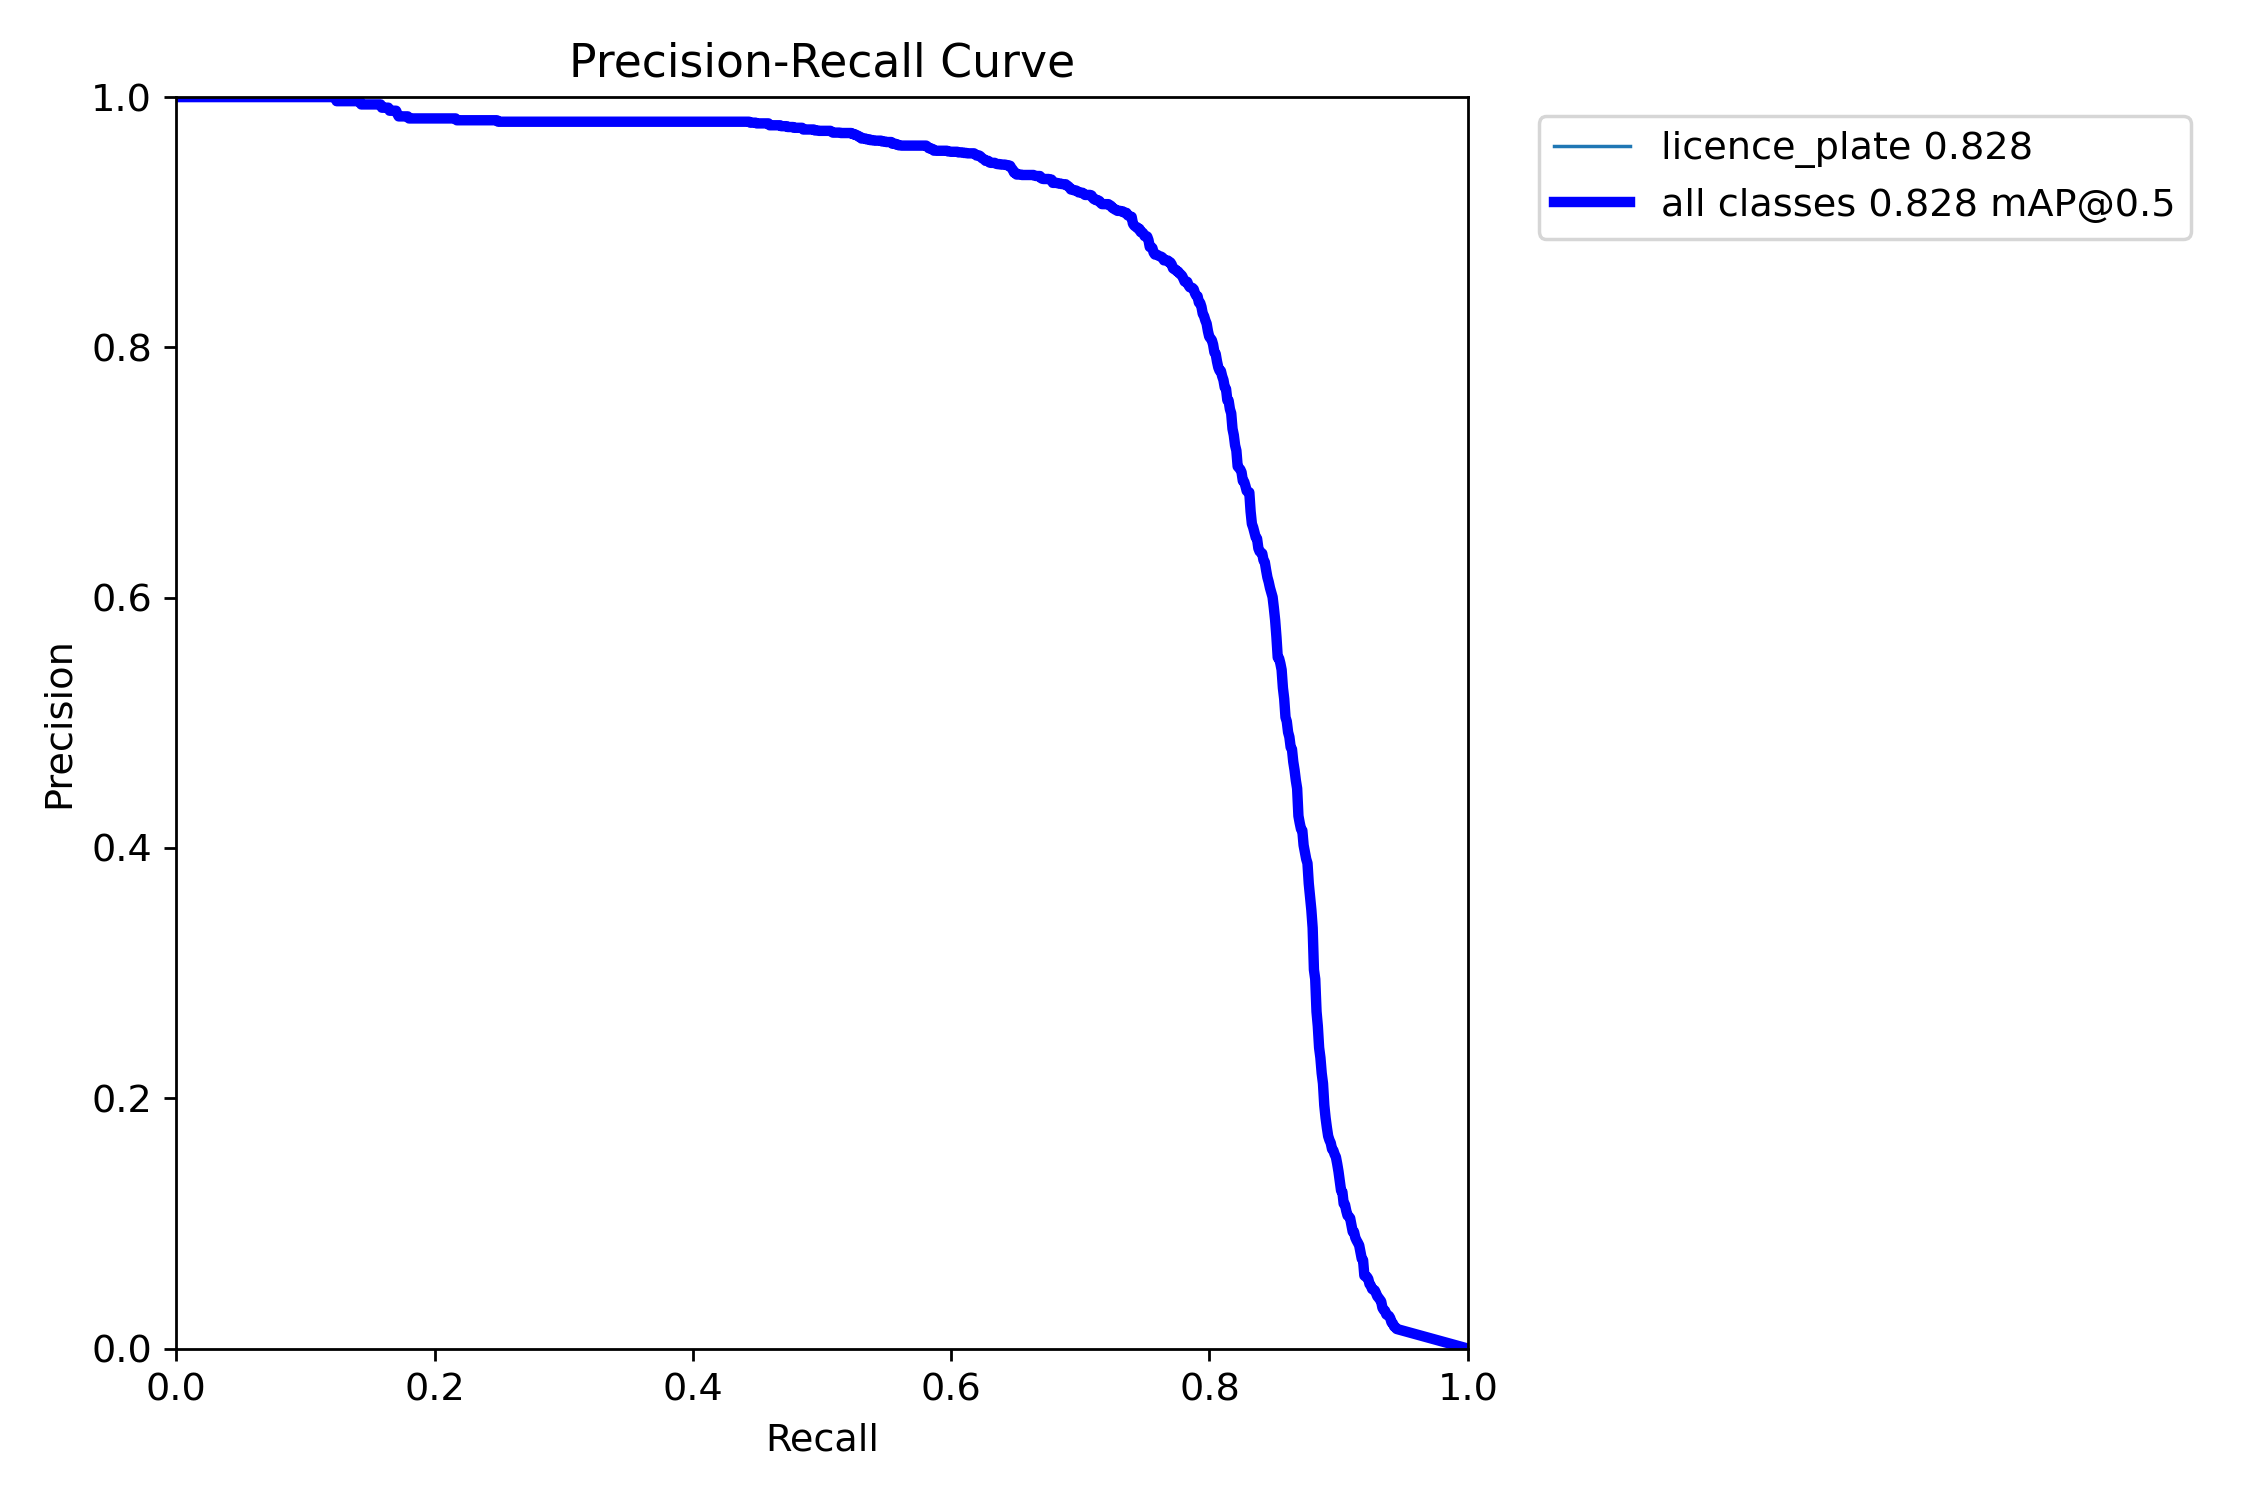 Precision-Recall Curve
licence_plate 0.828
all classes 0.828 mAP@0.5
1.0
0.8
0.6
0.4
0.2
0.0
Precision
0.0 0.2 0.4 0.6 0.8 1.0
Recall